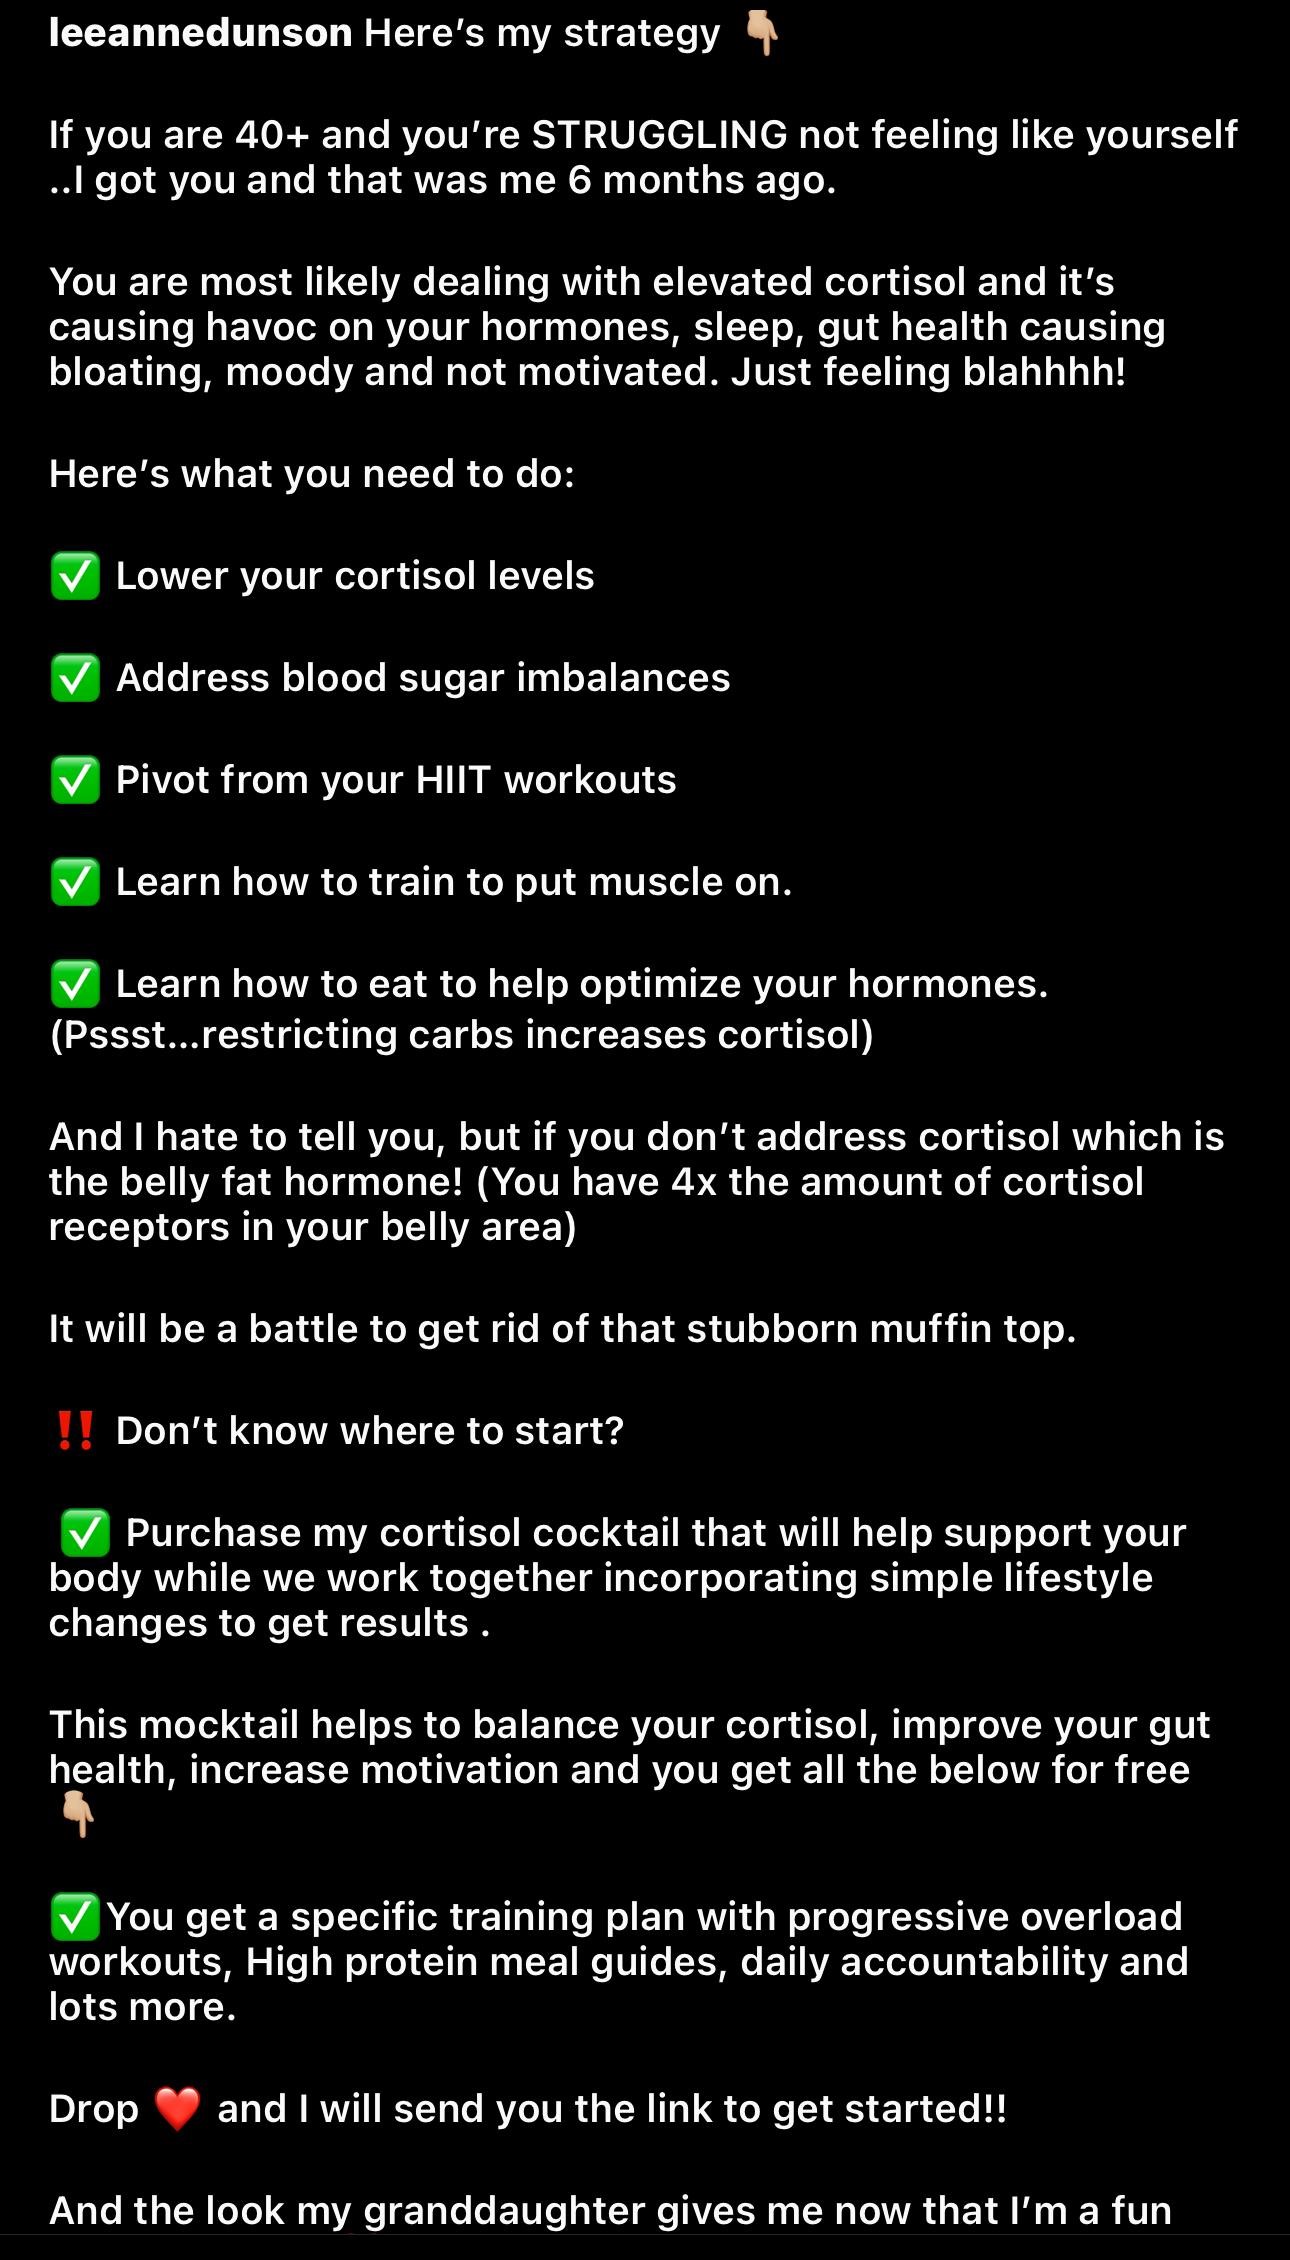 leeannedunson Here’s my strategy 👇🏼
If you are 40+ and you’re STRUGGLING not feeling like yourself
..I got you and that was me 6 months ago.
You are most likely dealing with elevated cortisol and it’s
causing havoc on your hormones, sleep, gut health causing
bloating, moody and not motivated. Just feeling blahhhh!
Here’s what you need to do:
✅ Lower your cortisol levels
✅ Address blood sugar imbalances
✅ Pivot from your HIIT workouts
✅ Learn how to train to put muscle on.
✅ Learn how to eat to help optimize your hormones.
(Pssst...restricting carbs increases cortisol)
And I hate to tell you, but if you don’t address cortisol which is
the belly fat hormone! (You have 4x the amount of cortisol
receptors in your belly area)
It will be a battle to get rid of that stubborn muffin top.
‼️ Don’t know where to start?
✅ Purchase my cortisol cocktail that will help support your
body while we work together incorporating simple lifestyle
changes to get results .
This mocktail helps to balance your cortisol, improve your gut
health, increase motivation and you get all the below for free
👇🏼
✅You get a specific training plan with progressive overload
workouts, High protein meal guides, daily accountability and
lots more.
Drop ❤️ and I will send you the link to get started!!
And the look my granddaughter gives me now that I’m a fun